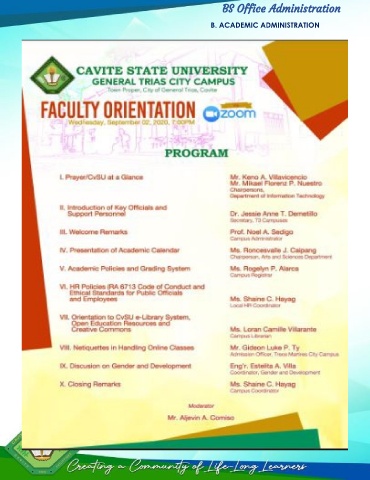 BS Office Administration
B. ACADEMIC ADMINISTRATION
CAVITE STATE UNIVERSITY
GENERAL TRIAS CITY CAMPUS
Town Proper, City of General Trias, Cavite
FACULTY ORIENTATION
zoom
Wednesday, September 02, 2020, 7:00PM
PROGRAM
I. Prayer/CvSU at a Glance
Mr. Keno A. Villavicencio
Mr. Mikael Florenz P. Nuestro
Chairpersons,
Department of Information Technology
II. Introduction of Key Officials and
Support Personnel
Dr. Jessie Anne T. Demetillo
Secretary, T3 Campuses
III. Welcome Remarks
Prof. Noel A. Sedigo
Campus Administrator
IV. Presentation of Academic Calendar
Ms. Roncesvalle J. Caipang
Chairperson, Arts and Sciences Department
V. Academic Policies and Grading System
Ms. Rogelyn P. Alarca
Campus Registrar
VI. HR Policies (RA 6713 Code of Conduct and
Ethical Standards for Public Officials
and Employees
Ms. Shaine C. Hayag
Local HR Coordinator
VII. Orientation to CvSU e-Library System,
Open Education Resources and
Creative Commons
Ms. Loran Camille Villarante
Campus Librarian
VIII. Netiquettes in Handling Online Classes
Mr. Gideon Luke P. Ty
Admission Officer, Trece Martires City Campus
IX. Discusion on Gender and Development
Eng'r. Estelita A. Villa
Coordinator, Gender and Development
X. Closing Remarks
Ms. Shaine C. Hayag
Campus Coordinator
Moderator
Mr. Aljevin A. Comiso
Creating a Community of Life-Long Learners